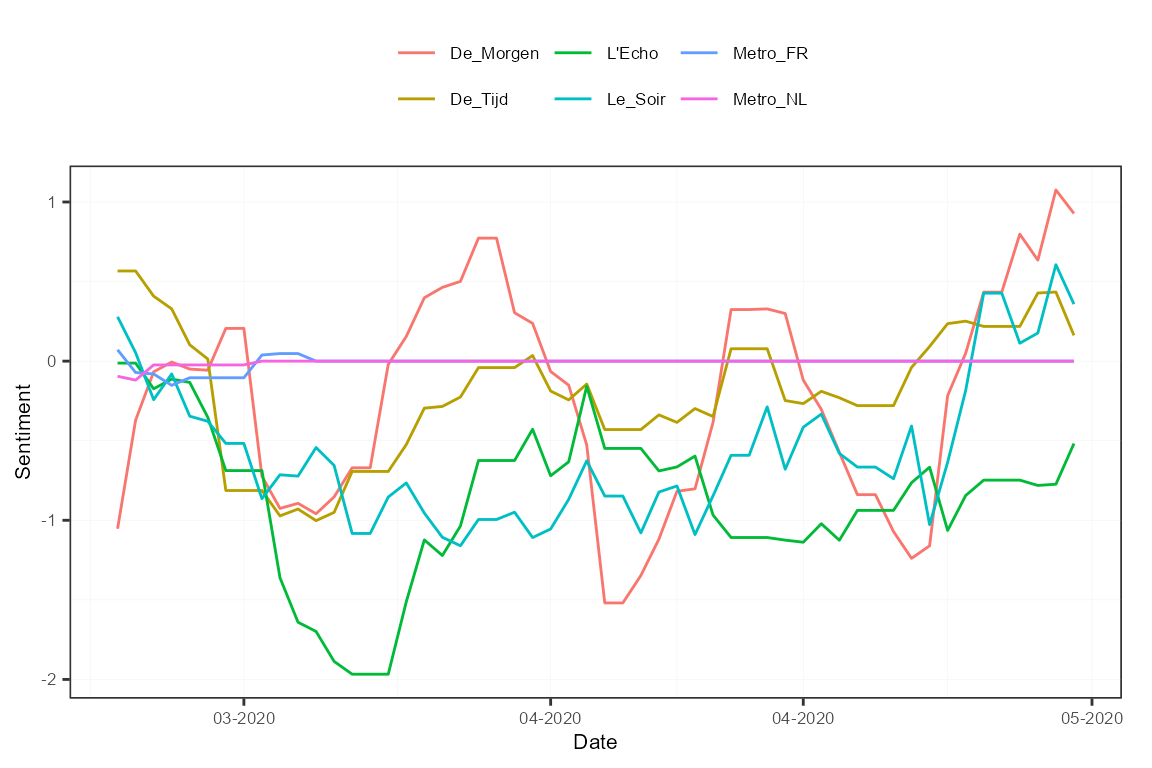 De_Morgen L'Echo Metro_FR
De_Tijd Le_Soir Metro_NL
1
0
-1
-2
Sentiment
03-2020 04-2020 04-2020 05-2020
Date